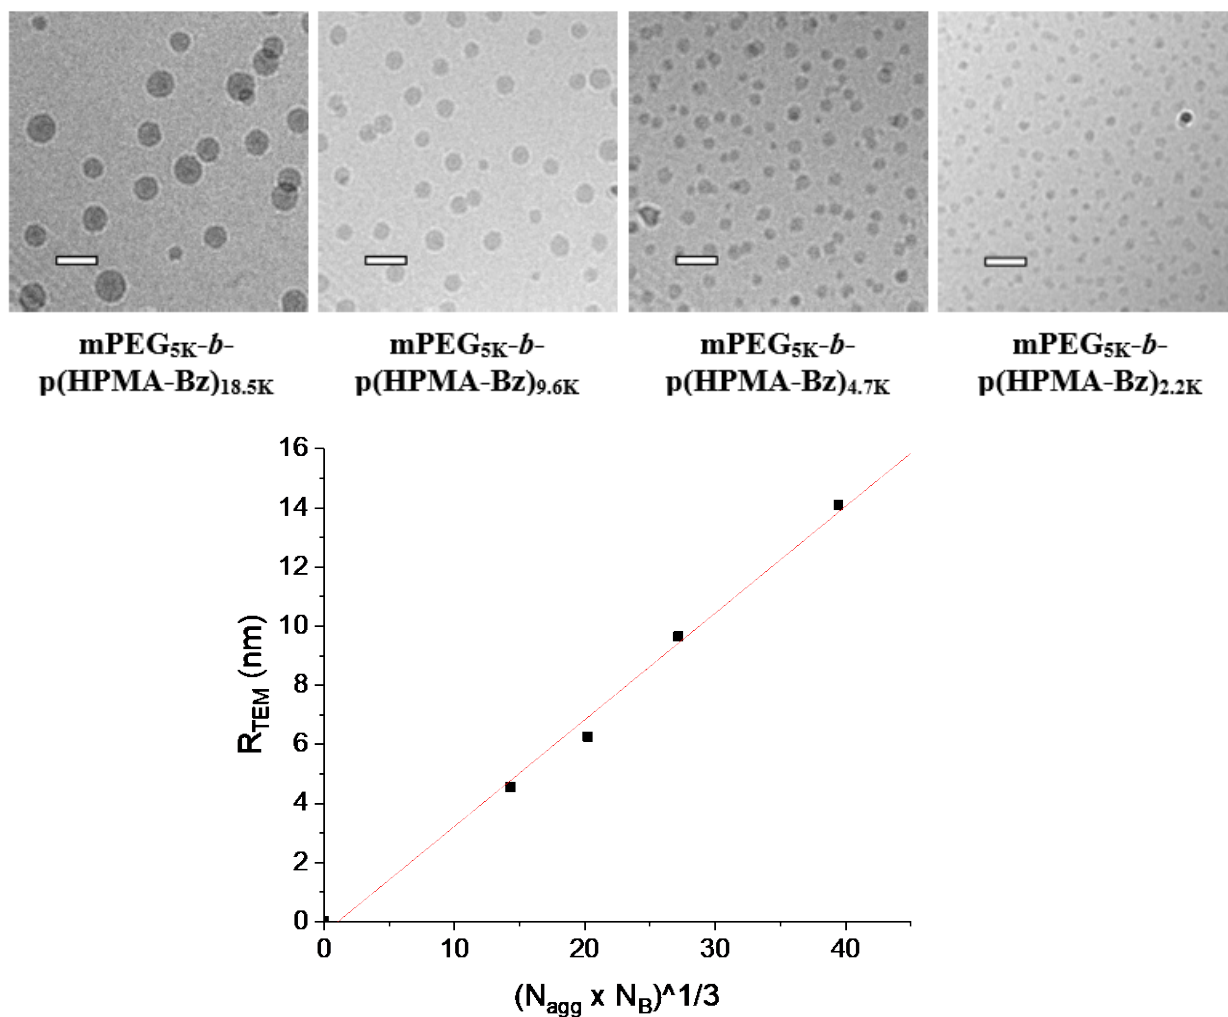 mPEG5K-b-
p(HPMA-Bz)18.5K
mPEG5K-b-
p(HPMA-Bz)9.6K
mPEG5K-b-
p(HPMA-Bz)4.7K
mPEG5K-b-
p(HPMA-Bz)2.2K
16
14
12
10
8
6
4
2
0
RTEM (nm)
0 10 20 30 40
(Nagg x NB)^1/3